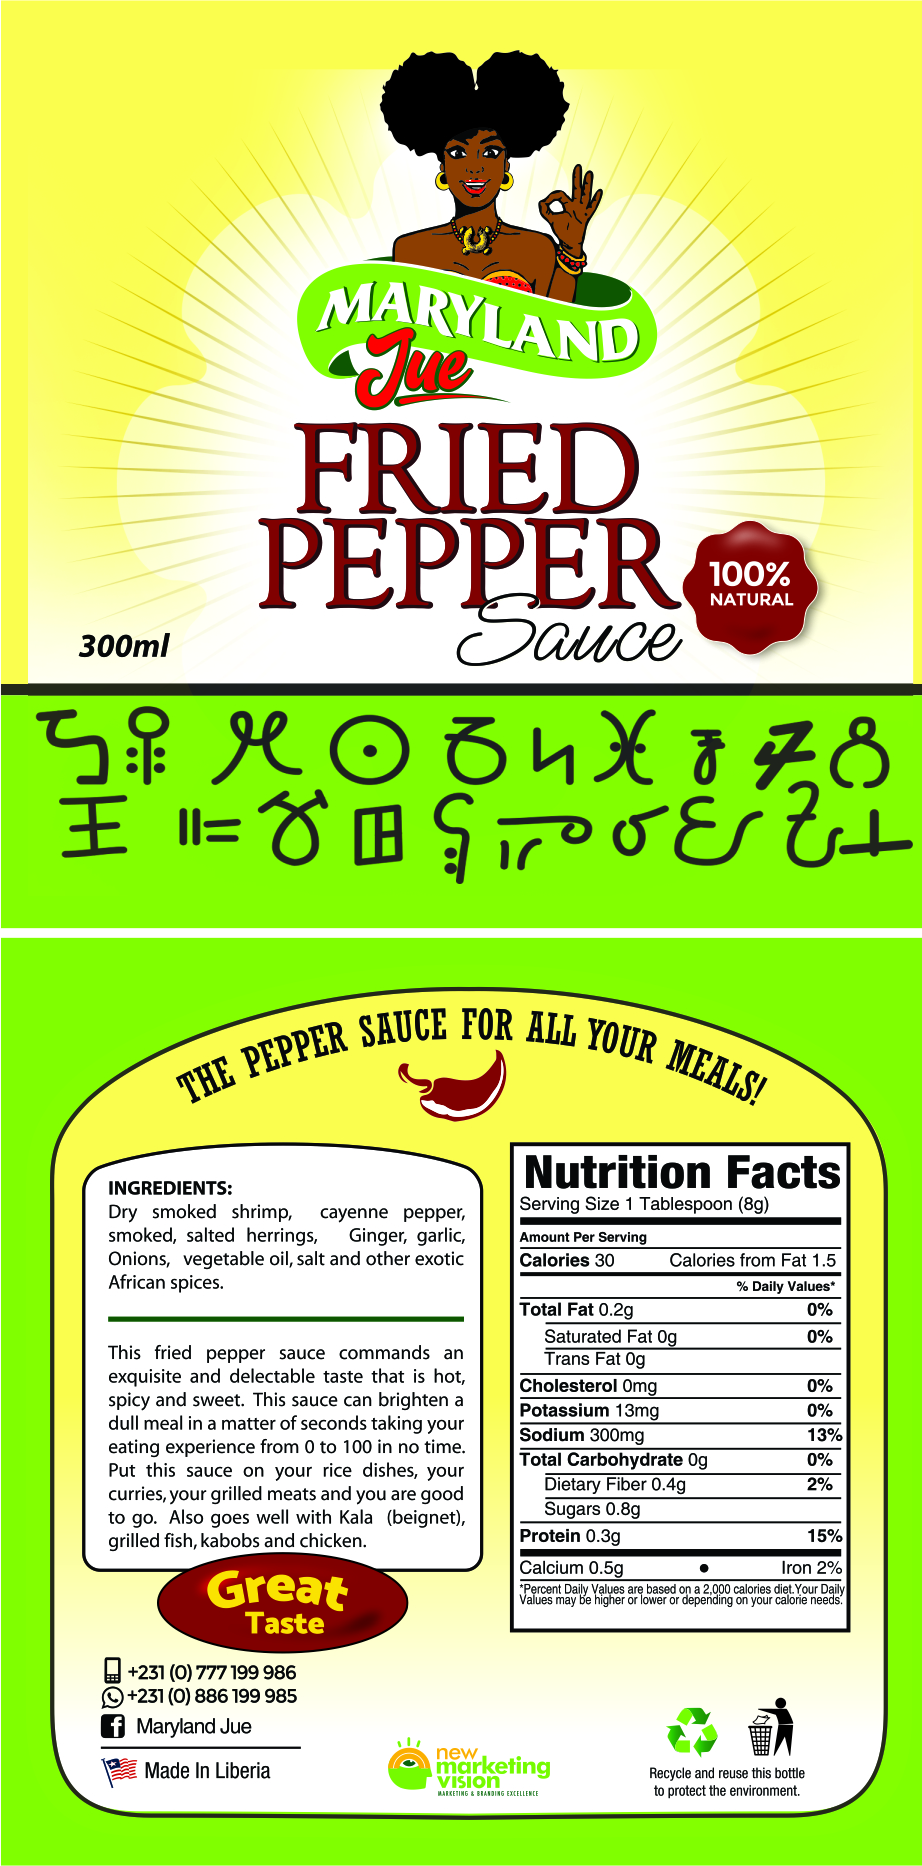 MARYLAND
Jue
FRIED
PEPPER
Sauce
100%
NATURAL
300ml
THE PEPPER SAUCE FOR ALL YOUR MEALS!
INGREDIENTS:
Dry smoked shrimp, cayenne pepper,
smoked, salted herrings, Ginger, garlic,
Onions, vegetable oil, salt and other exotic
African spices.
This fried pepper sauce commands an
exquisite and delectable taste that is hot,
spicy and sweet. This sauce can brighten a
dull meal in a matter of seconds taking your
eating experience from 0 to 100 in no time.
Put this sauce on your rice dishes, your
curries, your grilled meats and you are good
to go. Also goes well with Kala (beignet),
grilled fish, kabobs and chicken.
Great
Taste
+231 (0) 777 199 986
+231 (0) 886 199 985
Maryland Jue
Made In Liberia
Nutrition Facts
Serving Size 1 Tablespoon (8g)
Amount Per Serving
Calories 30 Calories from Fat 1.5
% Daily Values*
Total Fat 0.2g 0%
Saturated Fat 0g 0%
Trans Fat 0g
Cholesterol 0mg 0%
Potassium 13mg 0%
Sodium 300mg 13%
Total Carbohydrate 0g 0%
Dietary Fiber 0.4g 2%
Sugars 0.8g
Protein 0.3g 15%
Calcium 0.5g ● Iron 2%
*Percent Daily Values are based on a 2,000 calories diet.Your Daily
Values may be higher or lower or depending on your calorie needs.
new
marketing
vision
MARKETING & BRANDING EXCELLENCE
Recycle and reuse this bottle
to protect the environment.